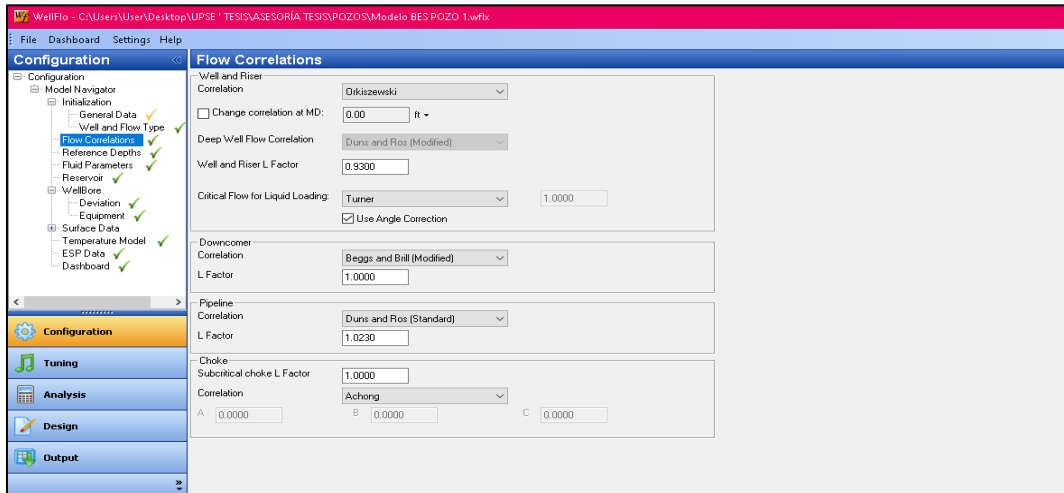 WellFlo - C:\Users\User\Desktop\UPSE ' TESIS\ASESORÍA TESIS\POZOS\Modelo BES POZO 1.wflx
File Dashboard Settings Help
Configuration
Configuration
Model Navigator
Initialization
General Data
Well and Flow Type
Flow Correlations
Reference Depths
Fluid Parameters
Reservoir
WellBore
Deviation
Equipment
Surface Data
Temperature Model
ESP Data
Dashboard
Configuration
Tuning
Analysis
Design
Output
Flow Correlations
Well and Riser
Correlation Orkiszewski
Change correlation at MD: 0.00 ft
Deep Well Flow Correlation Duns and Ros (Modified)
Well and Riser L Factor 0.9300
Critical Flow for Liquid Loading: Turner 1.0000
Use Angle Correction
Downcomer
Correlation Beggs and Brill (Modified)
L Factor 1.0000
Pipeline
Correlation Duns and Ros (Standard)
L Factor 1.0230
Choke
Subcritical choke L Factor 1.0000
Correlation Achong
A 0.0000 B 0.0000 C 0.0000